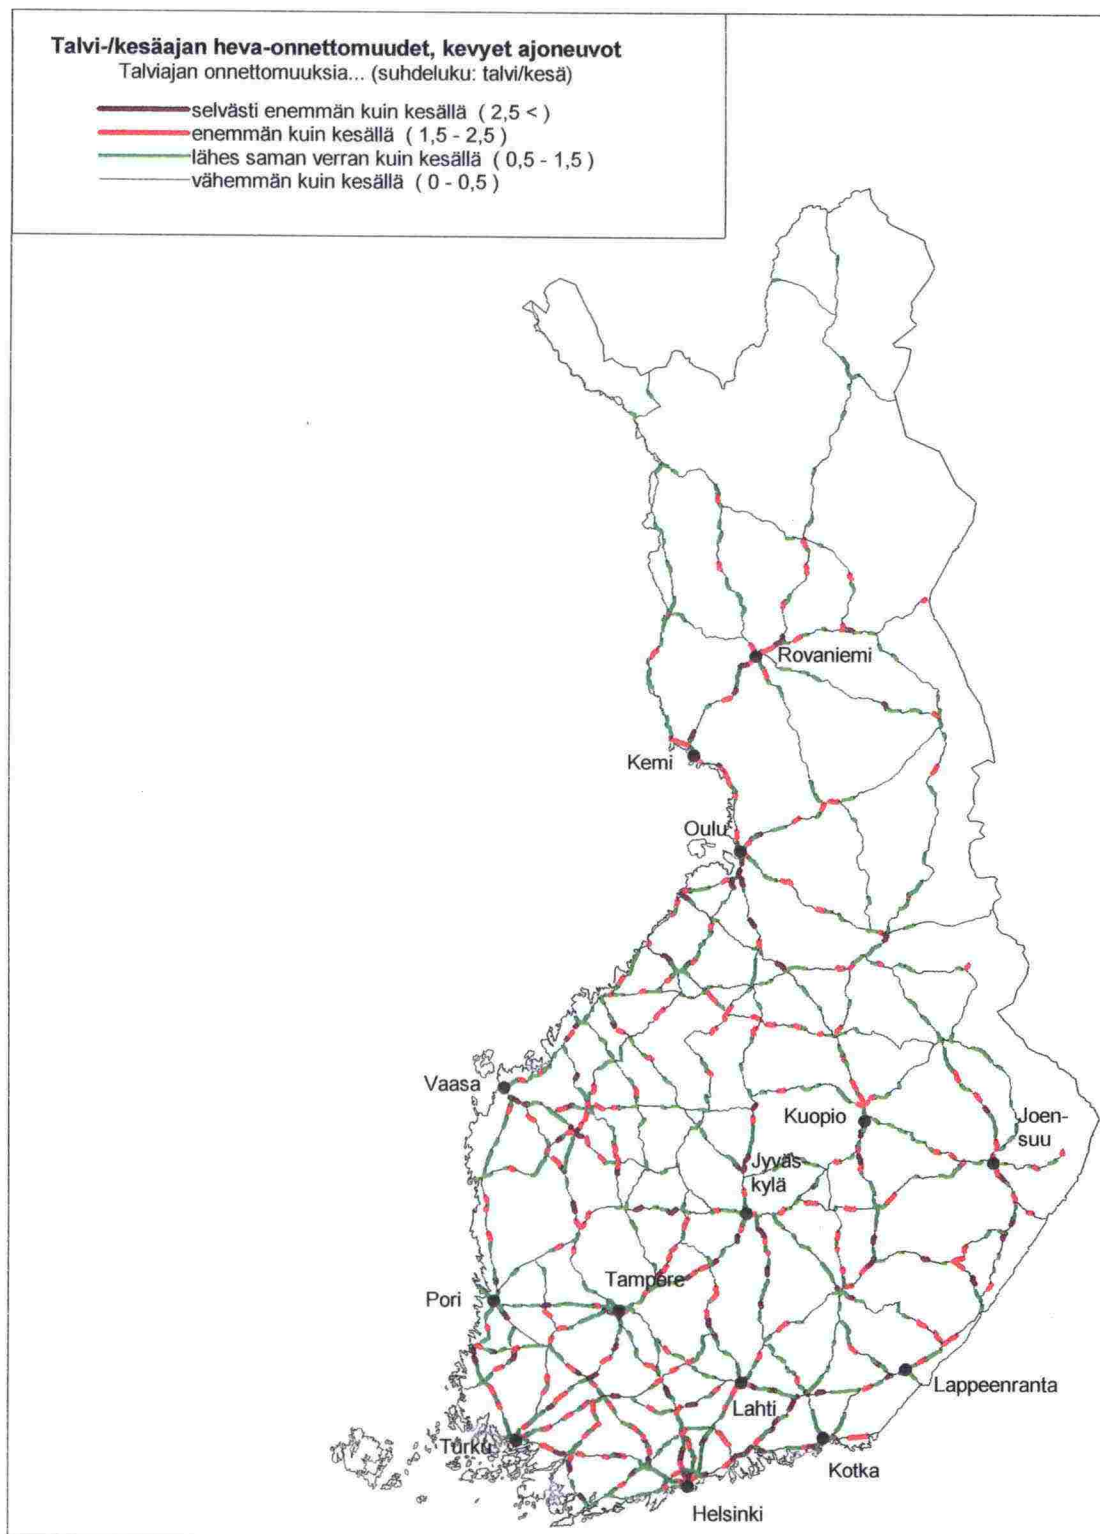 Talvi-/kesäajan heva-onnettomuudet, kevyet ajoneuvot
Talviajan onnettomuuksia... (suhdeluku: talvi/kesä)
selvästi enemmän kuin kesällä ( 2,5 < )
enemmän kuin kesällä ( 1,5 - 2,5 )
lähes saman verran kuin kesällä ( 0,5 - 1,5 )
vähemmän kuin kesällä ( 0 - 0,5 )
Rovaniemi
Kemi
Oulu
Vaasa
Kuopio
Joen-
suu
Jyväs-
kylä
Tampere
Pori
Lappeenranta
Lahti
Turku
Kotka
Helsinki